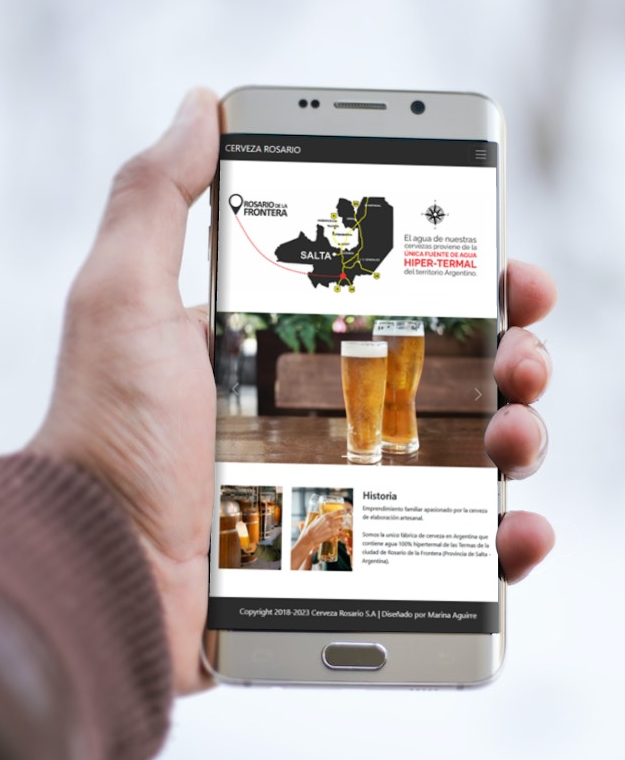 CERVEZA ROSARIO
ROSARIO DE LA
FRONTERA
SALTA
El agua de nuestras
cervezas proviene de la
ÚNICA FUENTE DE AGUA
HIPER-TERMAL
del territorio Argentino.
Historia
Emprendimiento familiar apasionado por la cerveza
de elaboración artesanal.
Somos la unica fábrica de cerveza en Argentina que
contiene agua 100% hipertermal de las Termas de la
ciudad de Rosario de la Frontera (Provincia de Salta -
Argentina).
Copyright 2018-2023 Cerveza Rosario S.A | Diseñado por Marina Aguirre